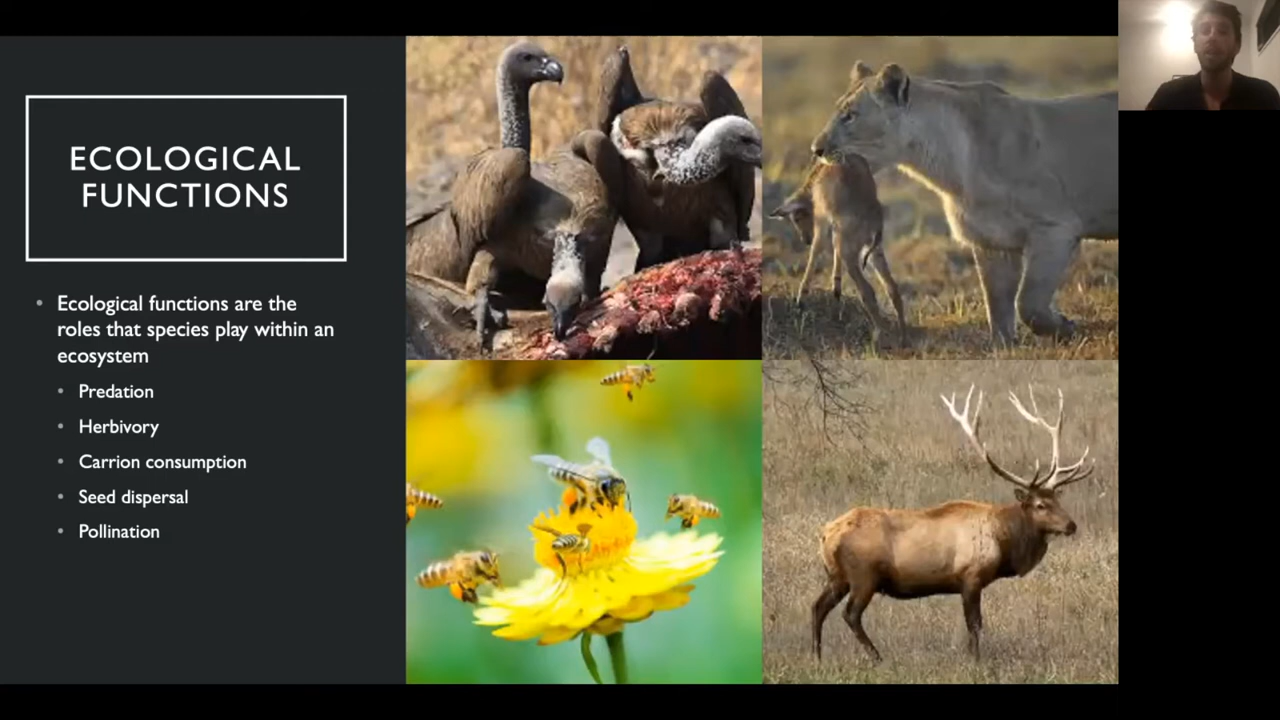 ECOLOGICAL
FUNCTIONS
• Ecological functions are the
roles that species play within an
ecosystem
• Predation
• Herbivory
• Carrion consumption
• Seed dispersal
• Pollination